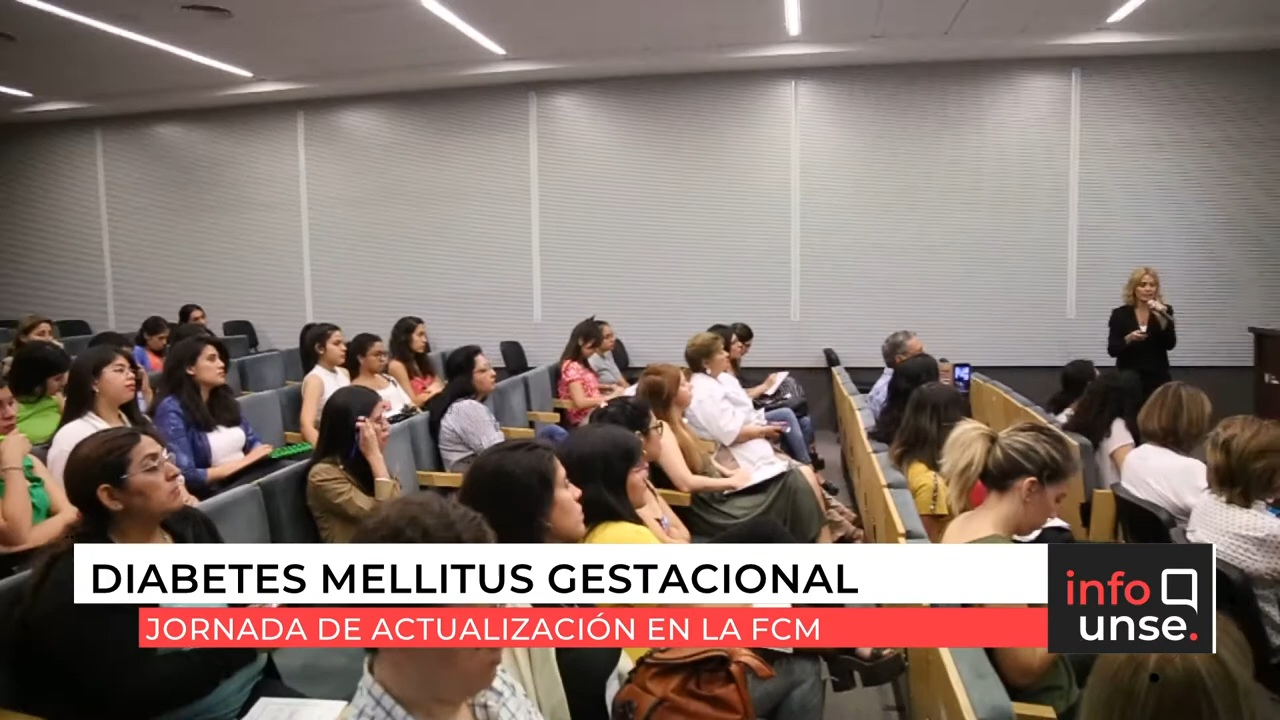 DIABETES MELLITUS GESTACIONAL
JORNADA DE ACTUALIZACIÓN EN LA FCM
info
unse.